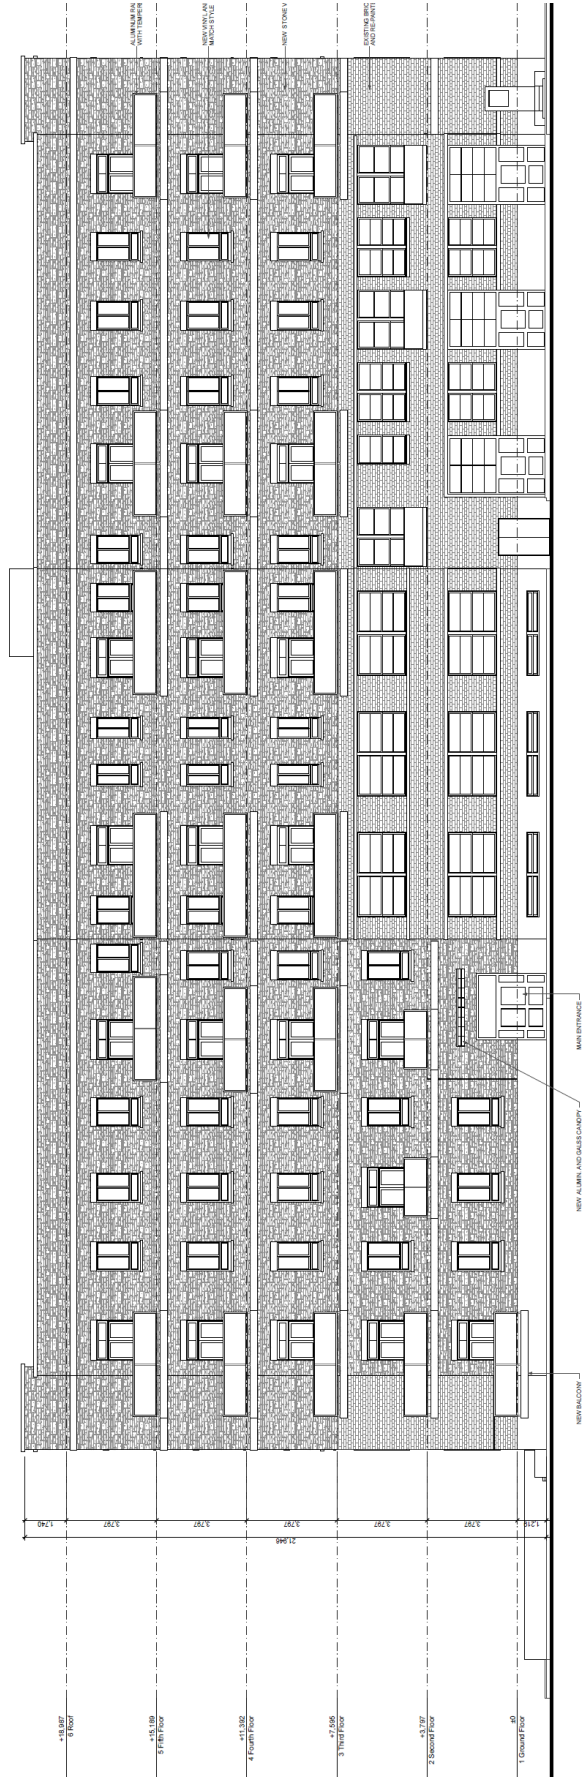 ALUMINUM RA
WITH TEMPER
NEW VINYL AN
MATCH STYLE
NEW STONE V
EXISTING BRIC
AND RE-PAINTI
MAIN ENTRANCE
NEW ALUMIN. AND GALSS CANOPY
NEW BALCONY
1,740
3,797
3,797
3,797
3,797
3,797
1,219
21,946
+18,987
6 Roof
+15,189
5 Fifth Floor
+11,392
4 Fourth Floor
+7,595
3 Third Floor
+3,797
2 Second Floor
±0
1 Ground Floor